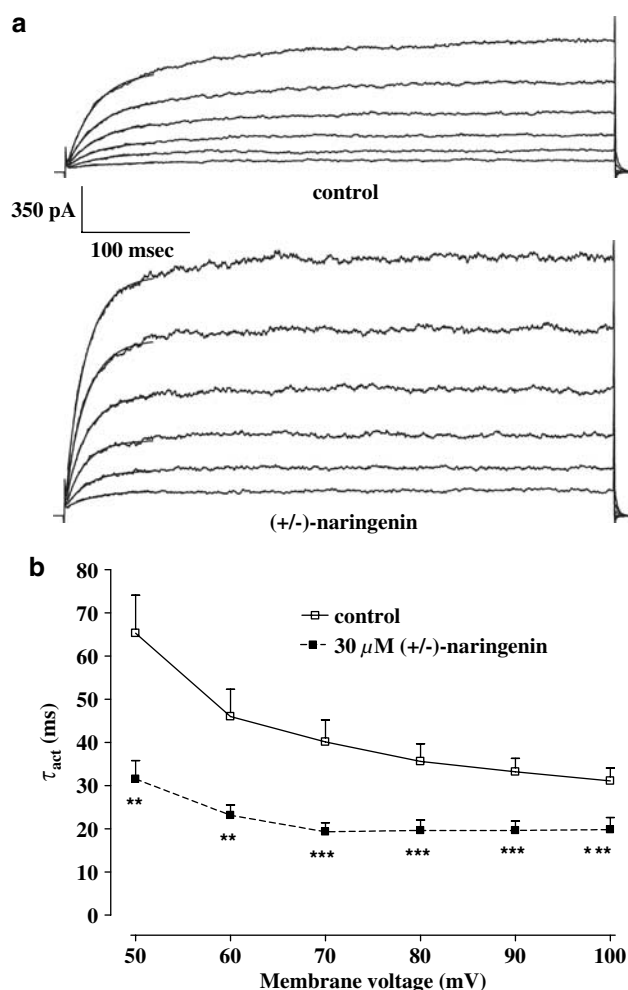 a
control
350 pA
100 msec
(+/-)-naringenin
b
80
70
60
50
40
30
20
10
0
τact (ms)
control
30 μM (+/-)-naringenin
**
**
***
***
***
* **
50 60 70 80 90 100
Membrane voltage (mV)